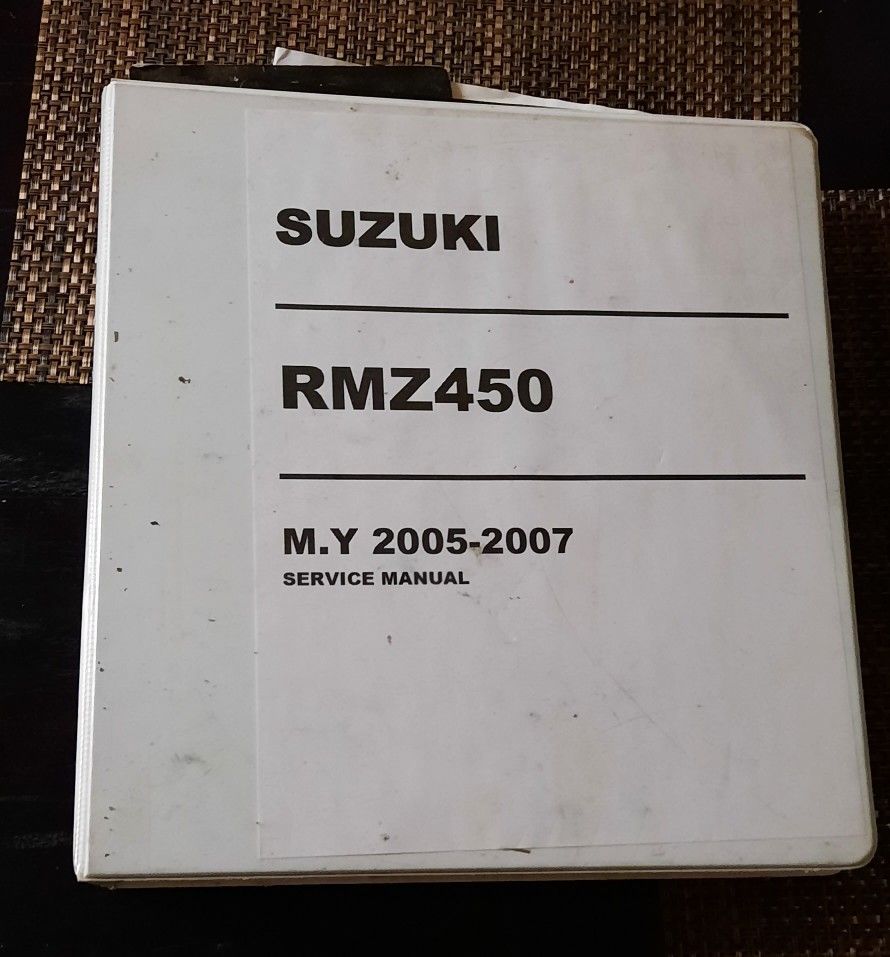 SUZUKI
RMZ450
M.Y 2005-2007
SERVICE MANUAL